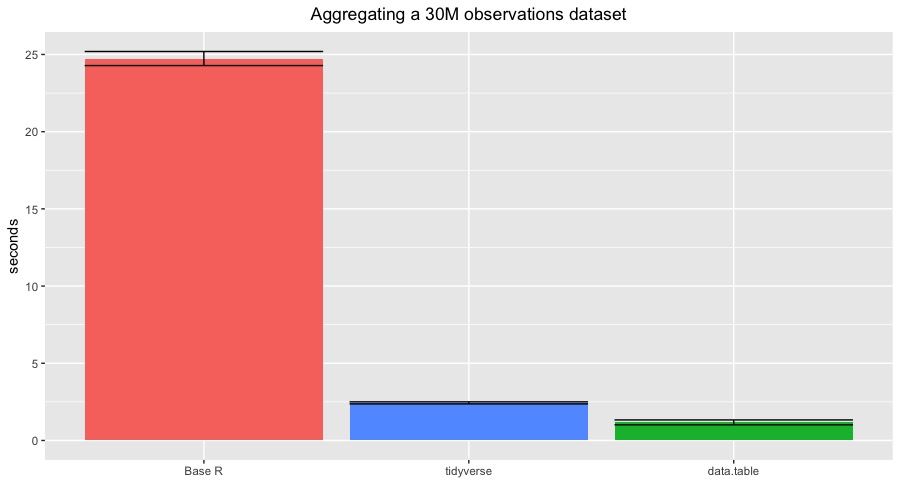 Aggregating a 30M observations dataset
seconds
25
20
15
10
5
0
Base R
tidyverse
data.table